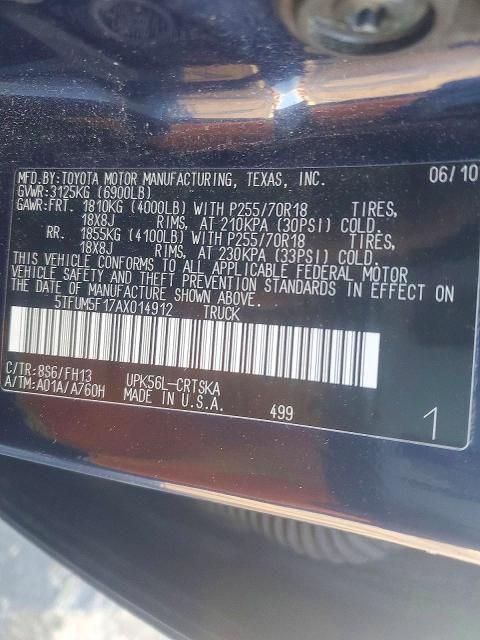 MFD.BY:TOYOTA MOTOR MANUFACTURING, TEXAS, INC. 06/10
GVWR:3125KG (6900LB)
GAWR:FRT. 1810KG (4000LB) WITH P255/70R18 TIRES,
18X8J RIMS, AT 210KPA (30PSI) COLD.
RR. 1855KG (4100LB) WITH P255/70R18 TIRES,
18X8J RIMS, AT 230KPA (33PSI) COLD.
THIS VEHICLE CONFORMS TO ALL APPLICABLE FEDERAL MOTOR
VEHICLE SAFETY AND THEFT PREVENTION STANDARDS IN EFFECT ON
THE DATE OF MANUFACTURE SHOWN ABOVE.
5TFUM5F17AX014912 TRUCK
C/TR:8S6/FH13 UPK56L-CRTSKA
A/TM:A01A/A760H MADE IN U.S.A. 499 1